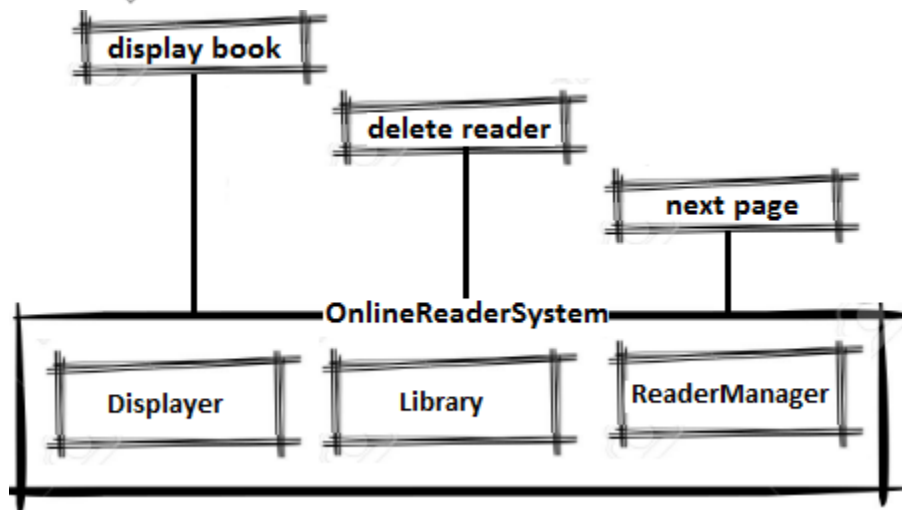 display book
delete reader
next page
OnlineReaderSystem
Displayer
Library
ReaderManager